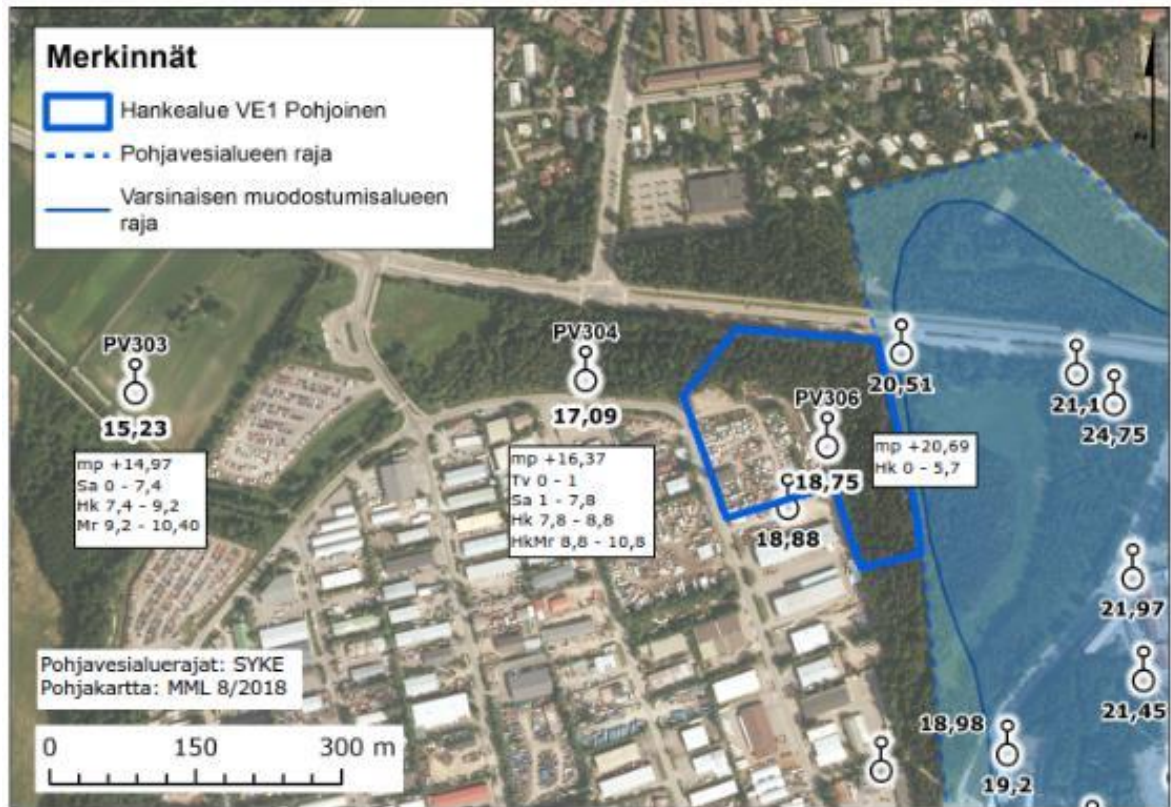 Merkinnät
Hankealue VE1 Pohjoinen
Pohjavesialueen raja
Varsinaisen muodostumisalueen
raja
PV303
15,23
mp +14,97
Sa 0 - 7,4
Hk 7,4 - 9,2
Mr 9,2 - 10,40
PV304
17,09
mp +16,37
Tv 0 - 1
Sa 1 - 7,8
Hk 7,8 - 8,8
HkMr 8,8 - 10,8
PV306
18,75
18,88
mp +20,69
Hk 0 - 5,7
20,51
21,1
24,75
21,97
21,45
18,98
19,2
Pohjavesialuerajat: SYKE
Pohjakartta: MML 8/2018
0 150 300 m